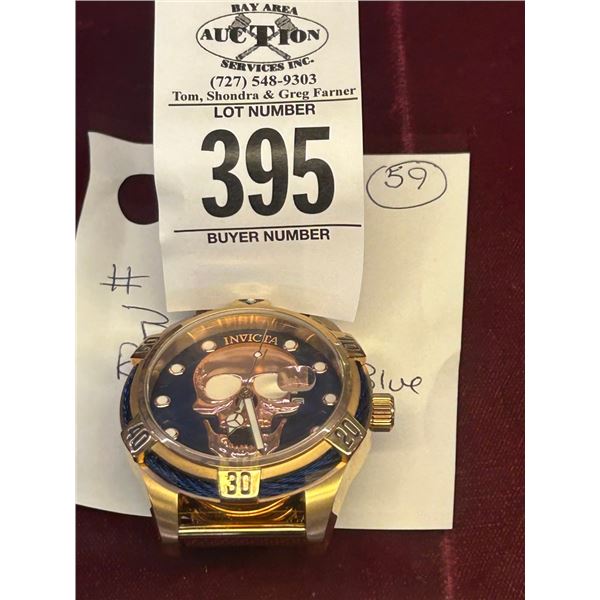 BAY AREA
AUCTION
SERVICES INC.
(727) 548-9303
Tom, Shondra & Greg Farner
LOT NUMBER
395
BUYER NUMBER
59
Blue
INVICTA
40
30
20